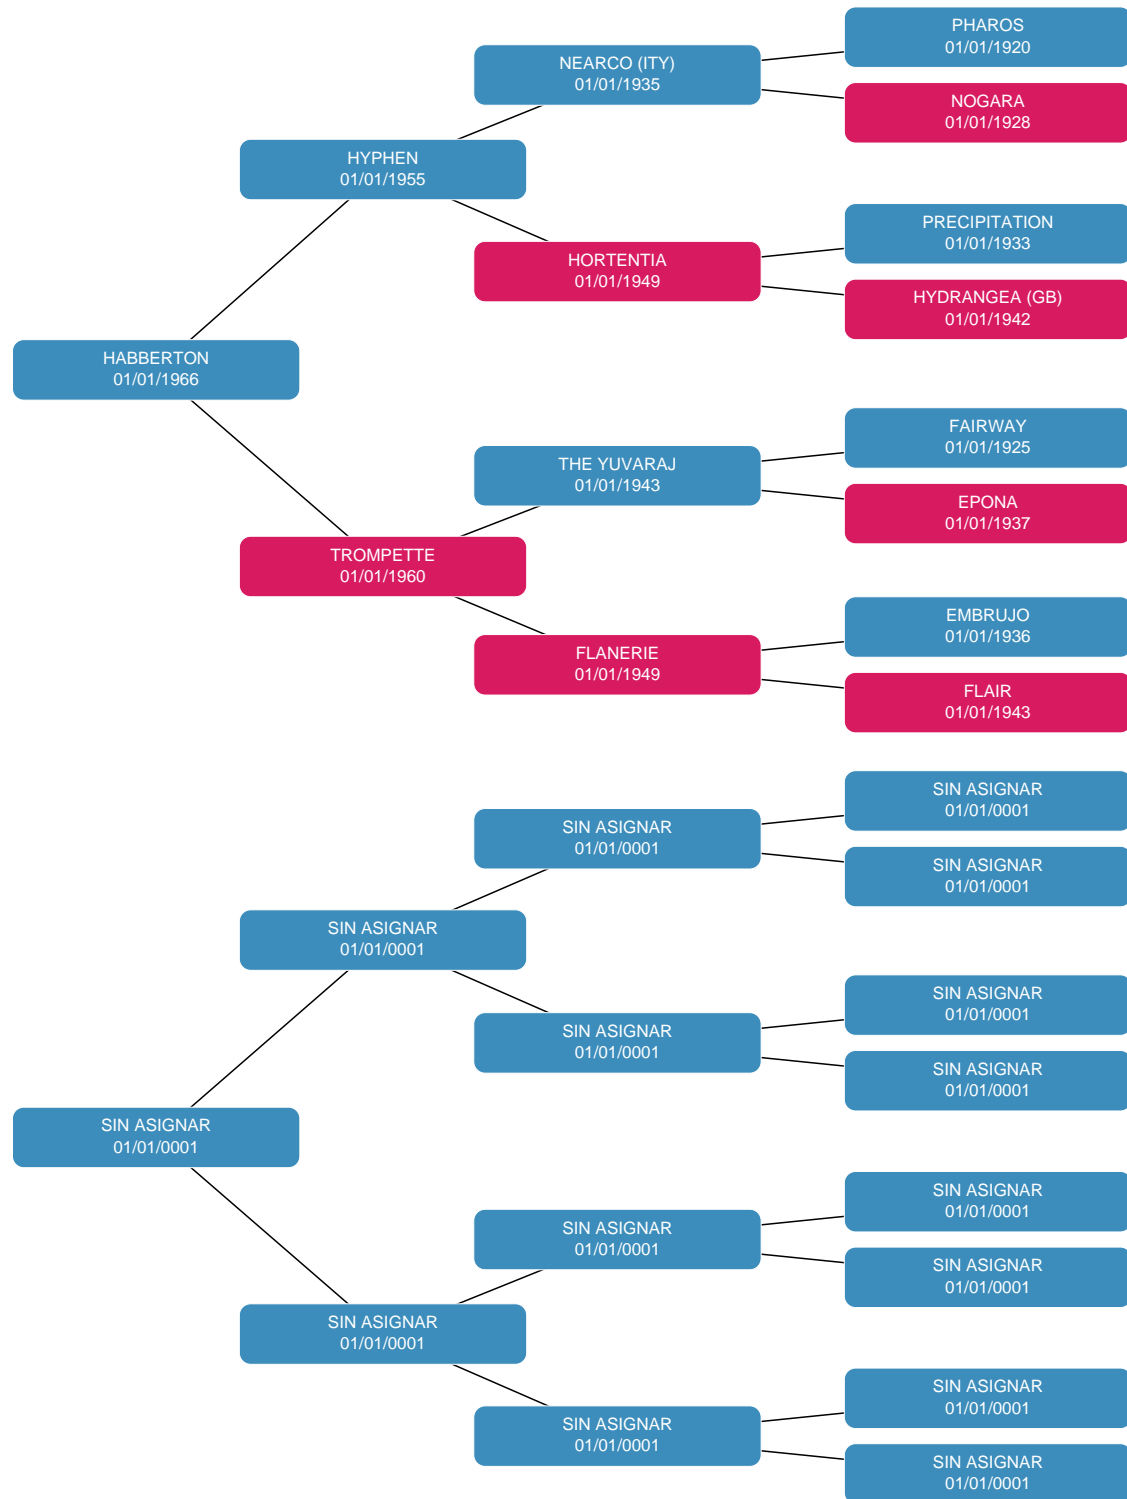 PHAROS
01/01/1920
NEARCO (ITY)
01/01/1935
NOGARA
01/01/1928
HYPHEN
01/01/1955
PRECIPITATION
01/01/1933
HORTENTIA
01/01/1949
HYDRANGEA (GB)
01/01/1942
HABBERTON
01/01/1966
FAIRWAY
01/01/1925
THE YUVARAJ
01/01/1943
EPONA
01/01/1937
TROMPETTE
01/01/1960
EMBRUJO
01/01/1936
FLANERIE
01/01/1949
FLAIR
01/01/1943
SIN ASIGNAR
01/01/0001
SIN ASIGNAR
01/01/0001
SIN ASIGNAR
01/01/0001
SIN ASIGNAR
01/01/0001
SIN ASIGNAR
01/01/0001
SIN ASIGNAR
01/01/0001
SIN ASIGNAR
01/01/0001
SIN ASIGNAR
01/01/0001
SIN ASIGNAR
01/01/0001
SIN ASIGNAR
01/01/0001
SIN ASIGNAR
01/01/0001
SIN ASIGNAR
01/01/0001
SIN ASIGNAR
01/01/0001
SIN ASIGNAR
01/01/0001
SIN ASIGNAR
01/01/0001